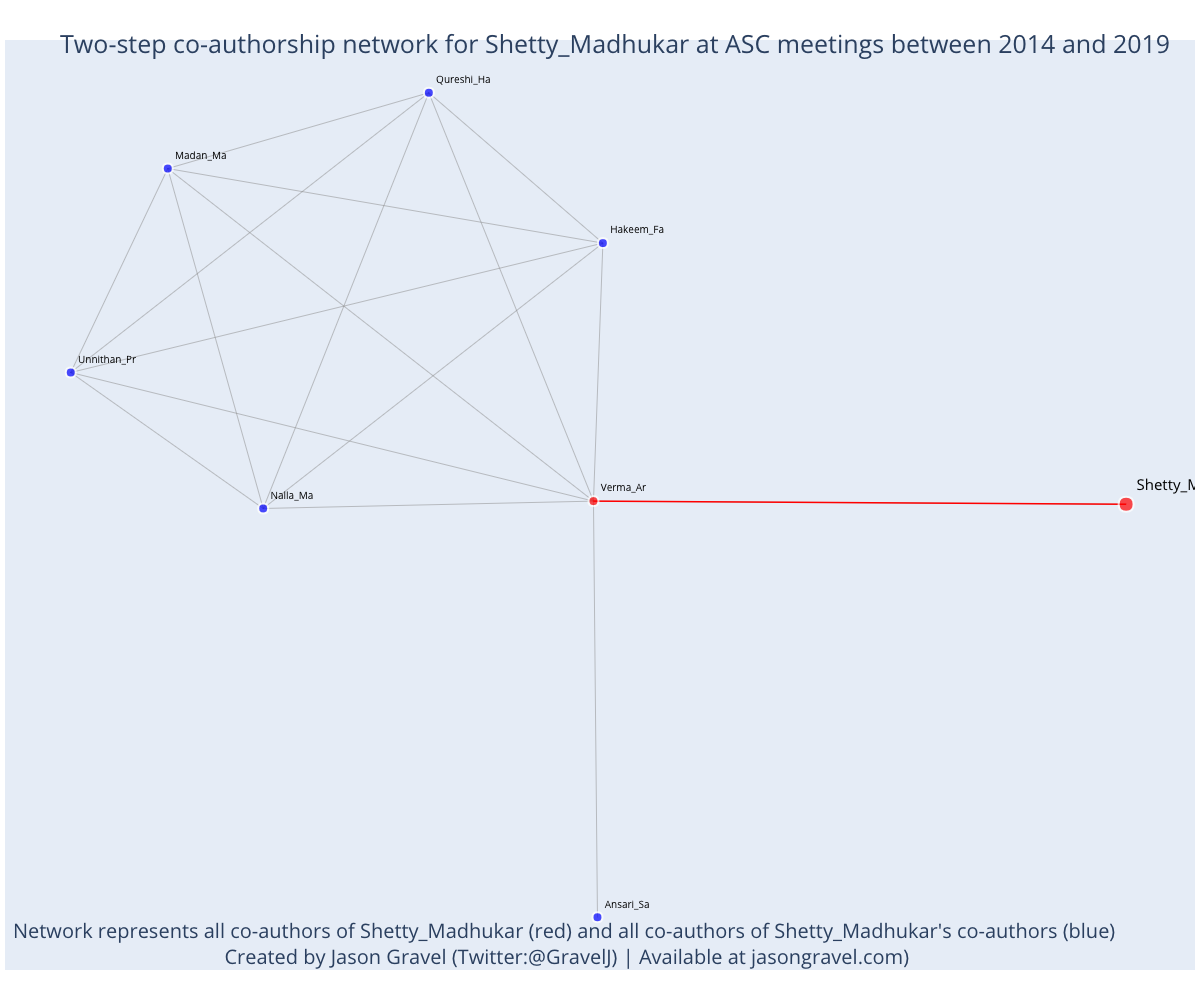 Two-step co-authorship network for Shetty_Madhukar at ASC meetings between 2014 and 2019
Qureshi_Ha
Madan_Ma
Hakeem_Fa
Unnithan_Pr
Verma_Ar
Shetty_M
Nalla_Ma
Ansari_Sa
Network represents all co-authors of Shetty_Madhukar (red) and all co-authors of Shetty_Madhukar's co-authors (blue)
Created by Jason Gravel (Twitter:@GravelJ) | Available at jasongravel.com)